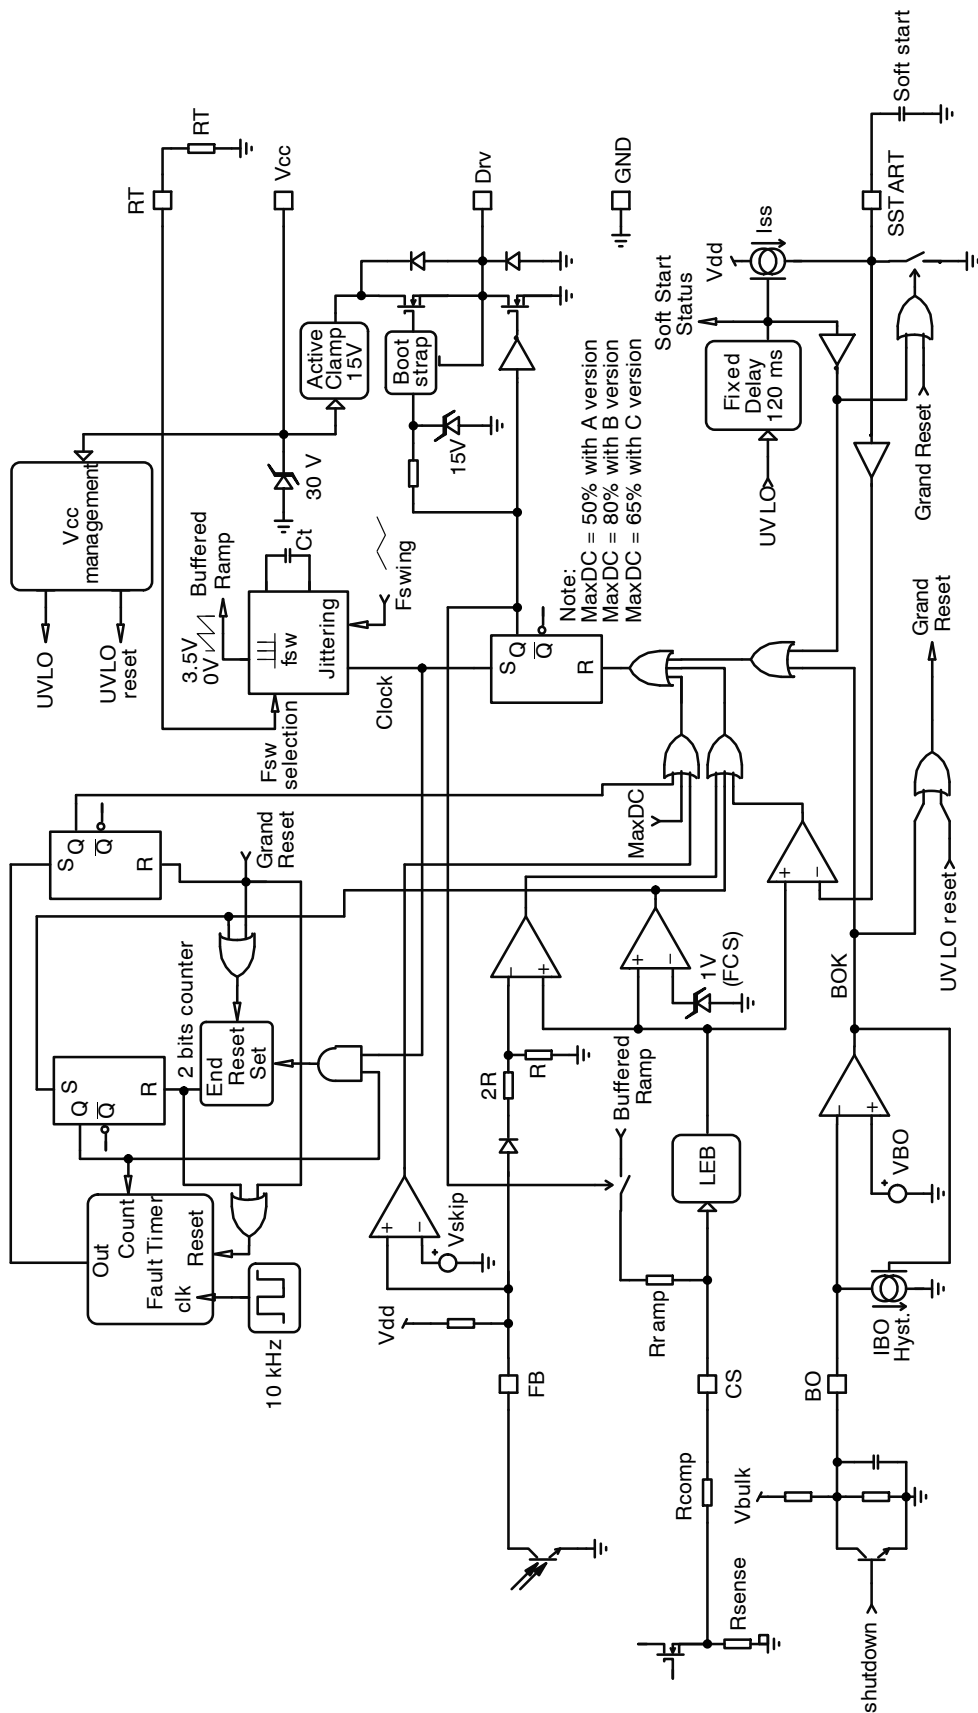 shutdown
Rsense
Vbulk
Rcomp
BO
CS
FB
IBO
Hyst.
Rramp
Vdd
10 kHz
clk
Reset
Fault Timer
Count
Out
Vskip
+
−
+
VBO
+
−
+
LEB
Buffered
Ramp
2R
R
S
Q
Q
R
2 bits counter
End
Reset
Set
−
+
+
−
1V
(FCS)
BOK
+
−
UVLO reset
Grand
Reset
Grand
Reset
S
Q
Q
R
MaxDC
Fsw
selection
Clock
Jittering
fsw
3.5V
0V
Buffered
Ramp
Ct
Fswing
S
Q
Q
R
Note:
MaxDC = 50% with A version
MaxDC = 80% with B version
MaxDC = 65% with C version
UVLO
UVLO
reset
Vcc
management
30 V
15V
Boot
strap
Active
Clamp
15V
UVLO
Fixed
Delay
120 ms
Soft Start
Status
Grand Reset
Vdd
Iss
RT
RT
Vcc
Drv
GND
SSTART
Soft start